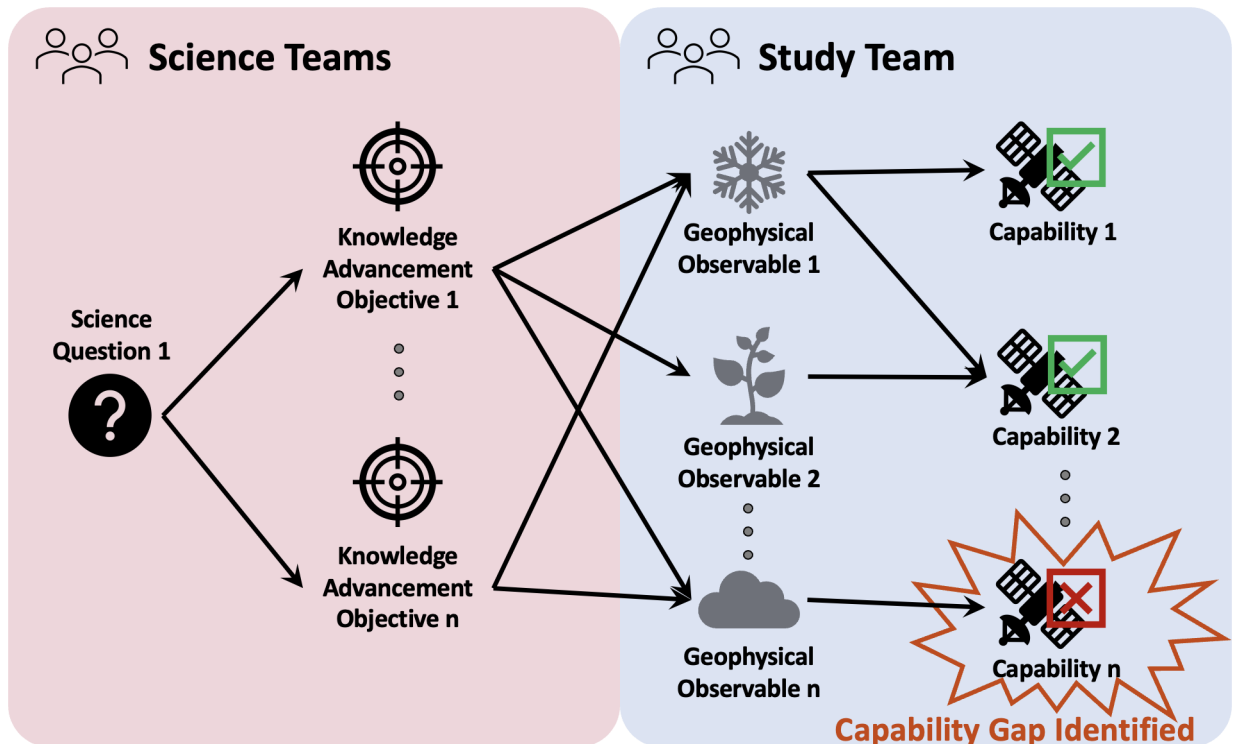 Science Teams
Study Team
Science
Question 1
?
Knowledge
Advancement
Objective 1
Knowledge
Advancement
Objective n
Geophysical
Observable 1
Geophysical
Observable 2
Geophysical
Observable n
Capability 1
Capability 2
Capability n
Capability Gap Identified